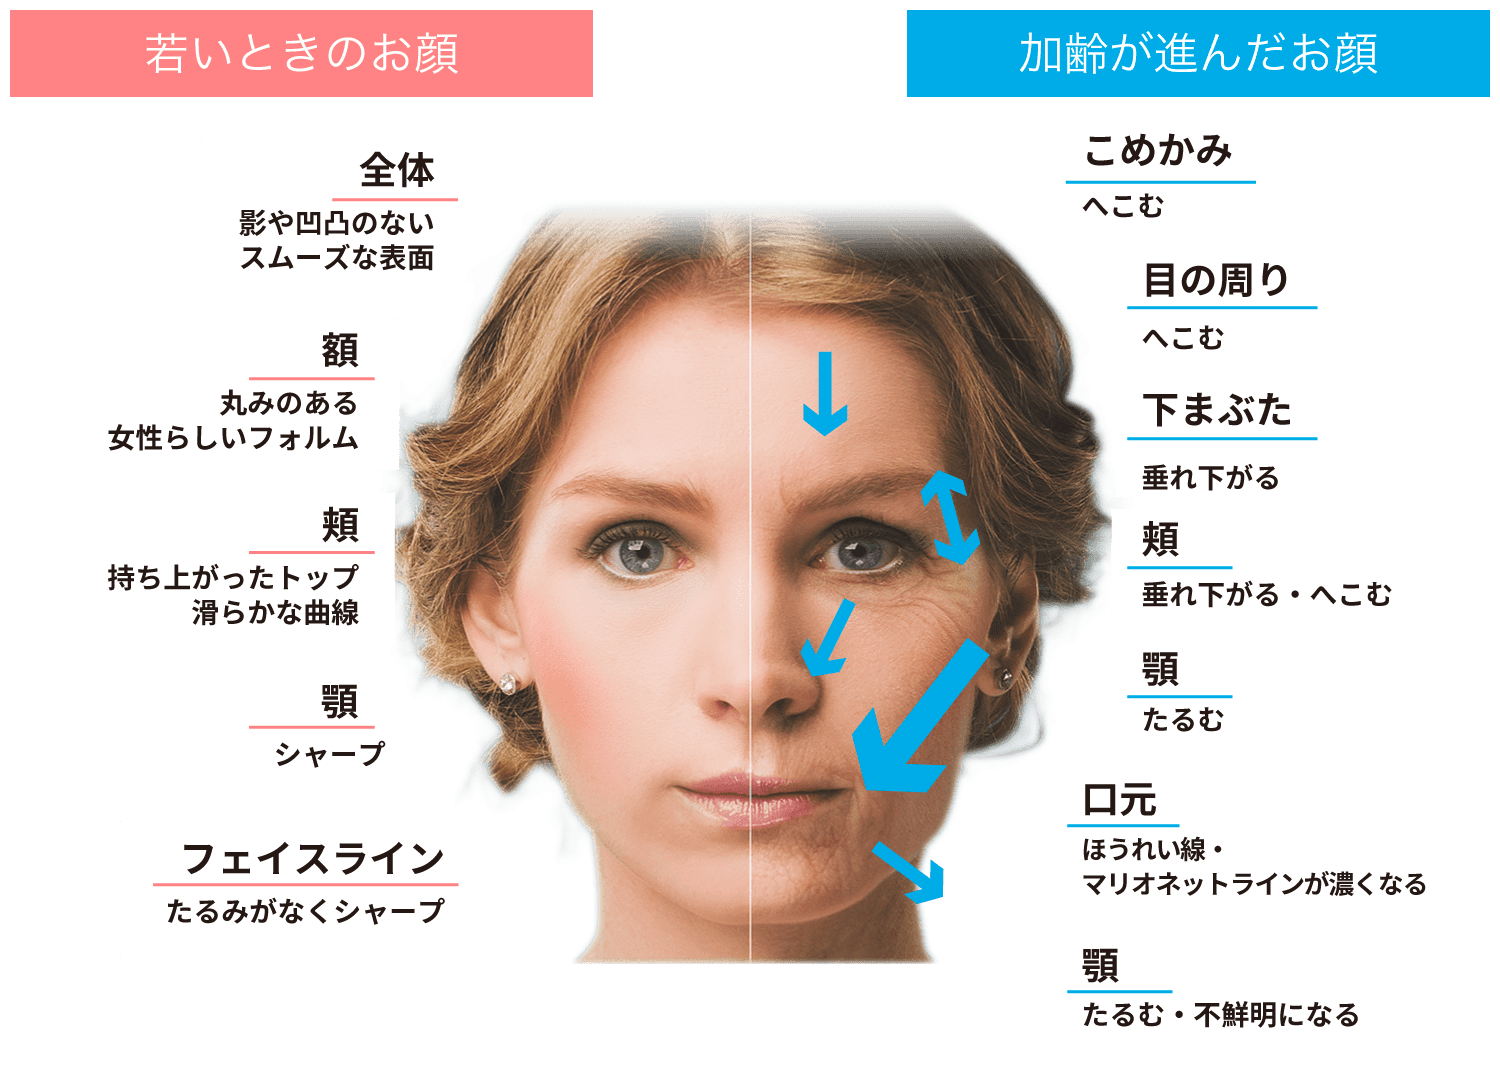 若いときのお顔
全体
影や凹凸のない
スムーズな表面
額
丸みのある
女性らしいフォルム
頬
持ち上がったトップ
滑らかな曲線
顎
シャープ
フェイスライン
たるみがなくシャープ
加齢が進んだお顔
こめかみ
へこむ
目の周り
へこむ
下まぶた
垂れ下がる
頬
垂れ下がる・へこむ
顎
たるむ
口元
ほうれい線・
マリオネットラインが濃くなる
顎
たるむ・不鮮明になる